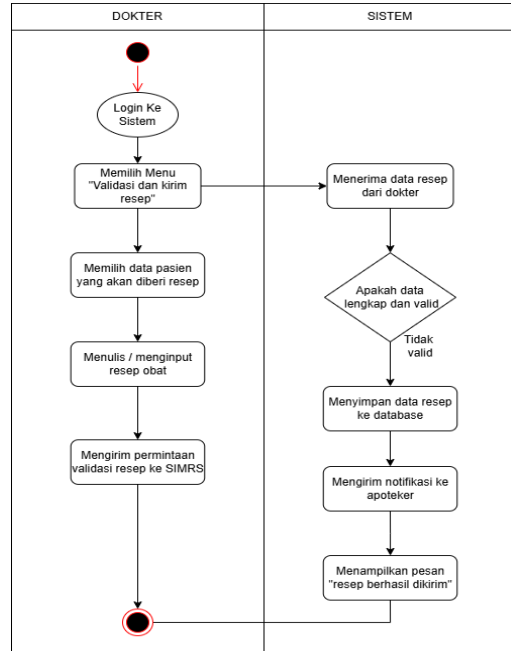 DOKTER
SISTEM
Login Ke
Sistem
Memilih Menu
"Validasi dan kirim
resep"
Menerima data resep
dari dokter
Memilih data pasien
yang akan diberi resep
Apakah data
lengkap dan valid
Tidak
valid
Menulis / menginput
resep obat
Menyimpan data resep
ke database
Mengirim permintaan
validasi resep ke SIMRS
Mengirim notifikasi ke
apoteker
Menampilkan pesan
"resep berhasil dikirim"